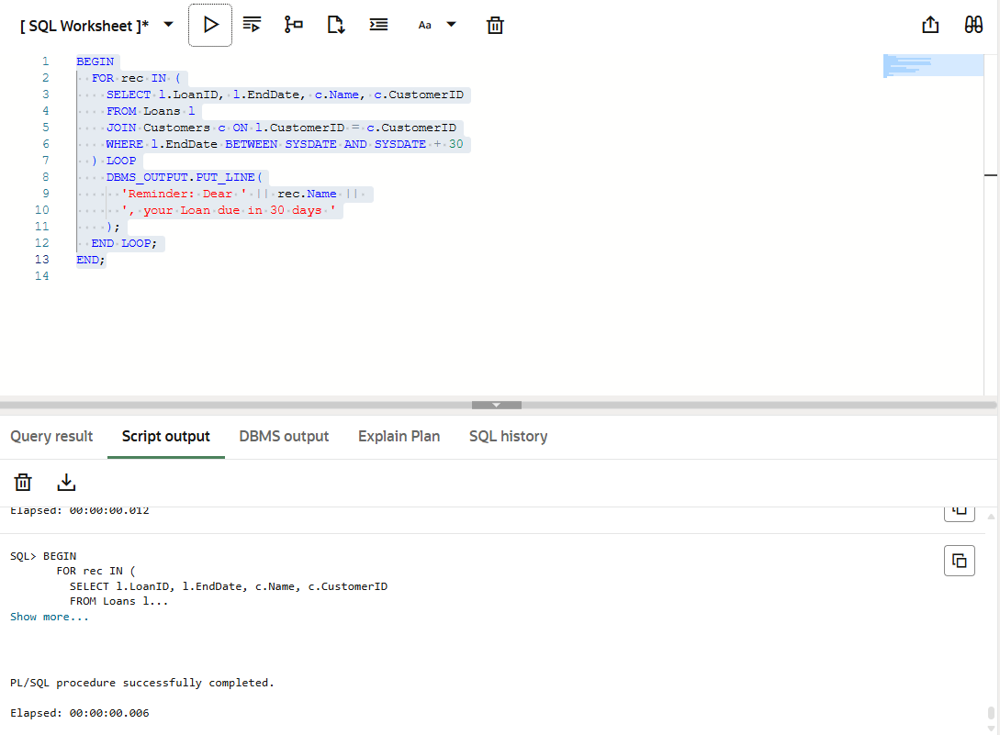 [ SQL Worksheet ]*
Aa
1 BEGIN
2   FOR rec IN (
3     SELECT l.LoanID, l.EndDate, c.Name, c.CustomerID
4     FROM Loans l
5     JOIN Customers c ON l.CustomerID = c.CustomerID
6     WHERE l.EndDate BETWEEN SYSDATE AND SYSDATE + 30
7   ) LOOP
8     DBMS_OUTPUT.PUT_LINE(
9       'Reminder: Dear ' || rec.Name ||
10       ', your Loan due in 30 days '
11     );
12   END LOOP;
13 END;
14
Query result Script output DBMS output Explain Plan SQL history
Elapsed: 00:00:00.012
SQL> BEGIN
       FOR rec IN (
         SELECT l.LoanID, l.EndDate, c.Name, c.CustomerID
         FROM Loans l...
Show more...
PL/SQL procedure successfully completed.
Elapsed: 00:00:00.006